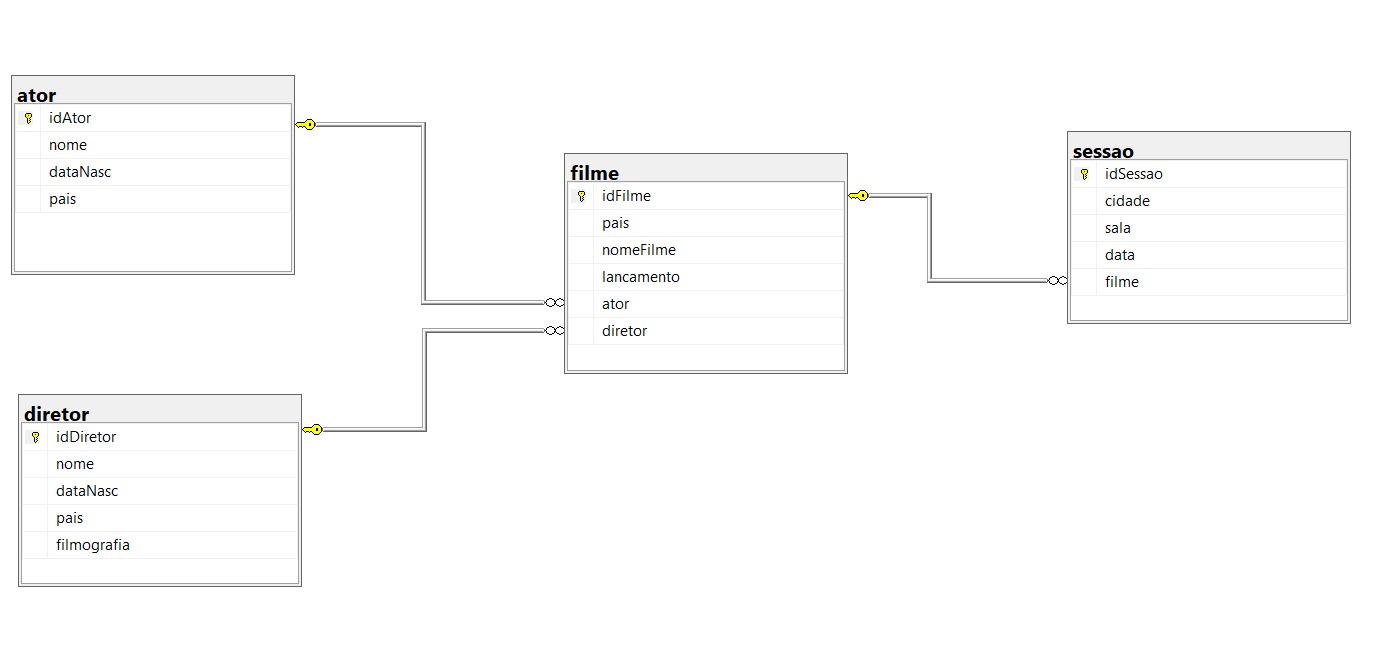 ator
idAtor
nome
dataNasc
pais
diretor
idDiretor
nome
dataNasc
pais
filmografia
filme
idFilme
pais
nomeFilme
lancamento
ator
diretor
sessao
idSessao
cidade
sala
data
filme